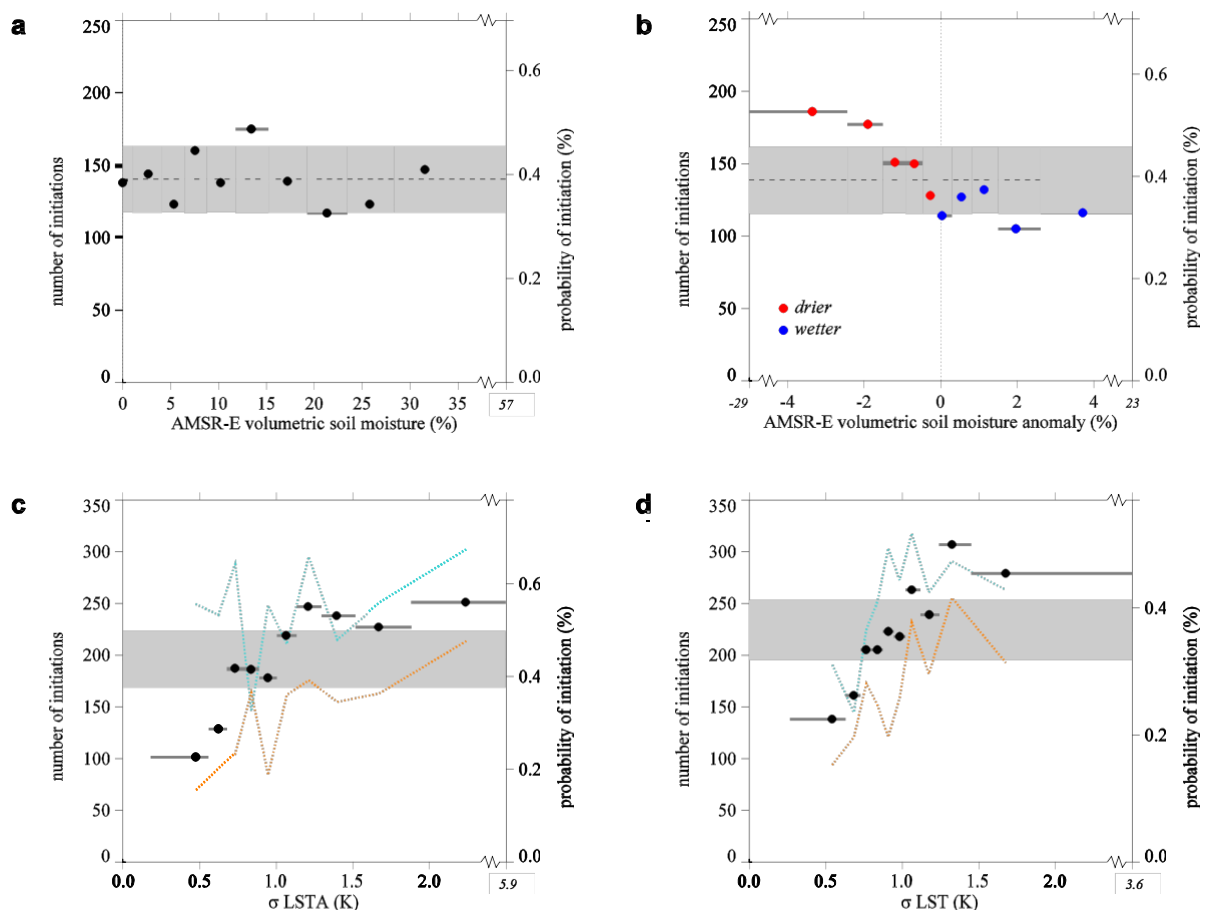 a
250
200
150
100
50
0
number of initiations
0.6
0.4
0.2
0.0
probability of initiation (%)
0 5 10 15 20 25 30 35 57
AMSR-E volumetric soil moisture (%)
b
250
200
150
100
50
0
number of initiations
drier
wetter
0.6
0.4
0.2
0.0
probability of initiation (%)
-29 -4 -2 0 2 4 23
AMSR-E volumetric soil moisture anomaly (%)
c
350
300
250
200
150
100
50
0
number of initiations
0.6
0.4
0.2
0.0
probability of initiation (%)
0.0 0.5 1.0 1.5 2.0 5.9
σ LSTA (K)
d
350
300
250
200
150
100
50
0
number of initiations
0.4
0.2
0.0
probability of initiation (%)
0.0 0.5 1.0 1.5 2.0 3.6
σ LST (K)